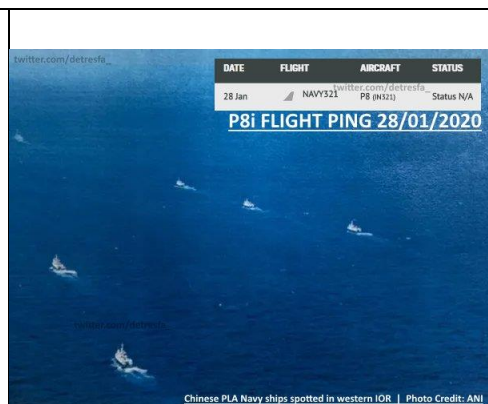 twitter.com/detresfa_
DATE FLIGHT AIRCRAFT STATUS
twitter.com/detresfa_
28 Jan NAVY321 P8 (IN321) Status N/A
P8i FLIGHT PING 28/01/2020
twitter.com/detresfa_
Chinese PLA Navy ships spotted in western IOR | Photo Credit: ANI